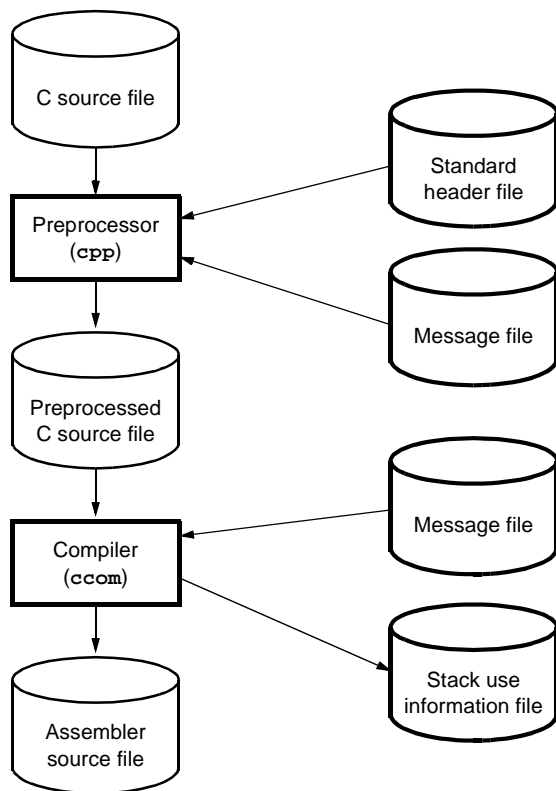 C source file
Standard
header file
Preprocessor
(cpp)
Message file
Preprocessed
C source file
Message file
Compiler
(ccom)
Stack use
information file
Assembler
source file